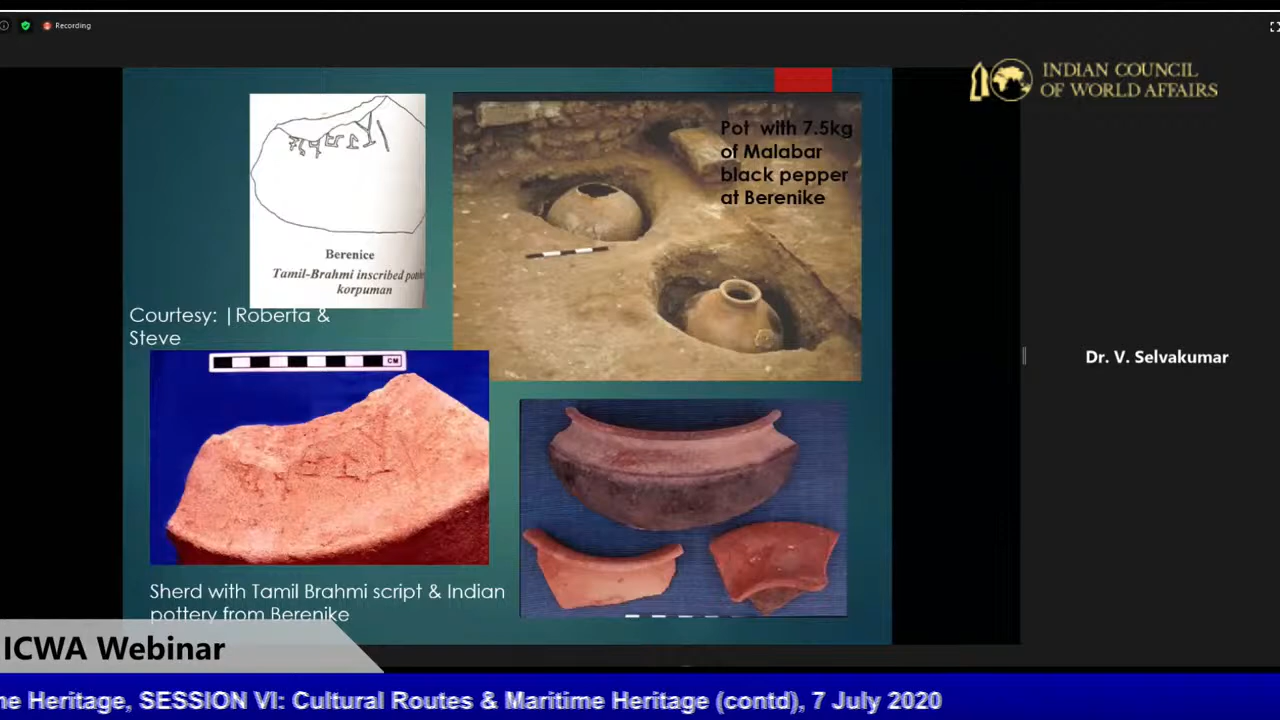 Recording
INDIAN COUNCIL
OF WORLD AFFAIRS
Pot with 7.5kg
of Malabar
black pepper
at Berenike
Berenice
Tamil-Brahmi inscribed
korpuman
Courtesy: |Roberta &
Steve
CM
Dr. V. Selvakumar
Sherd with Tamil Brahmi script & Indian
pottery from Berenike
ICWA Webinar
Heritage, SESSION VI: Cultural Routes & Maritime Heritage (contd), 7 July 2020